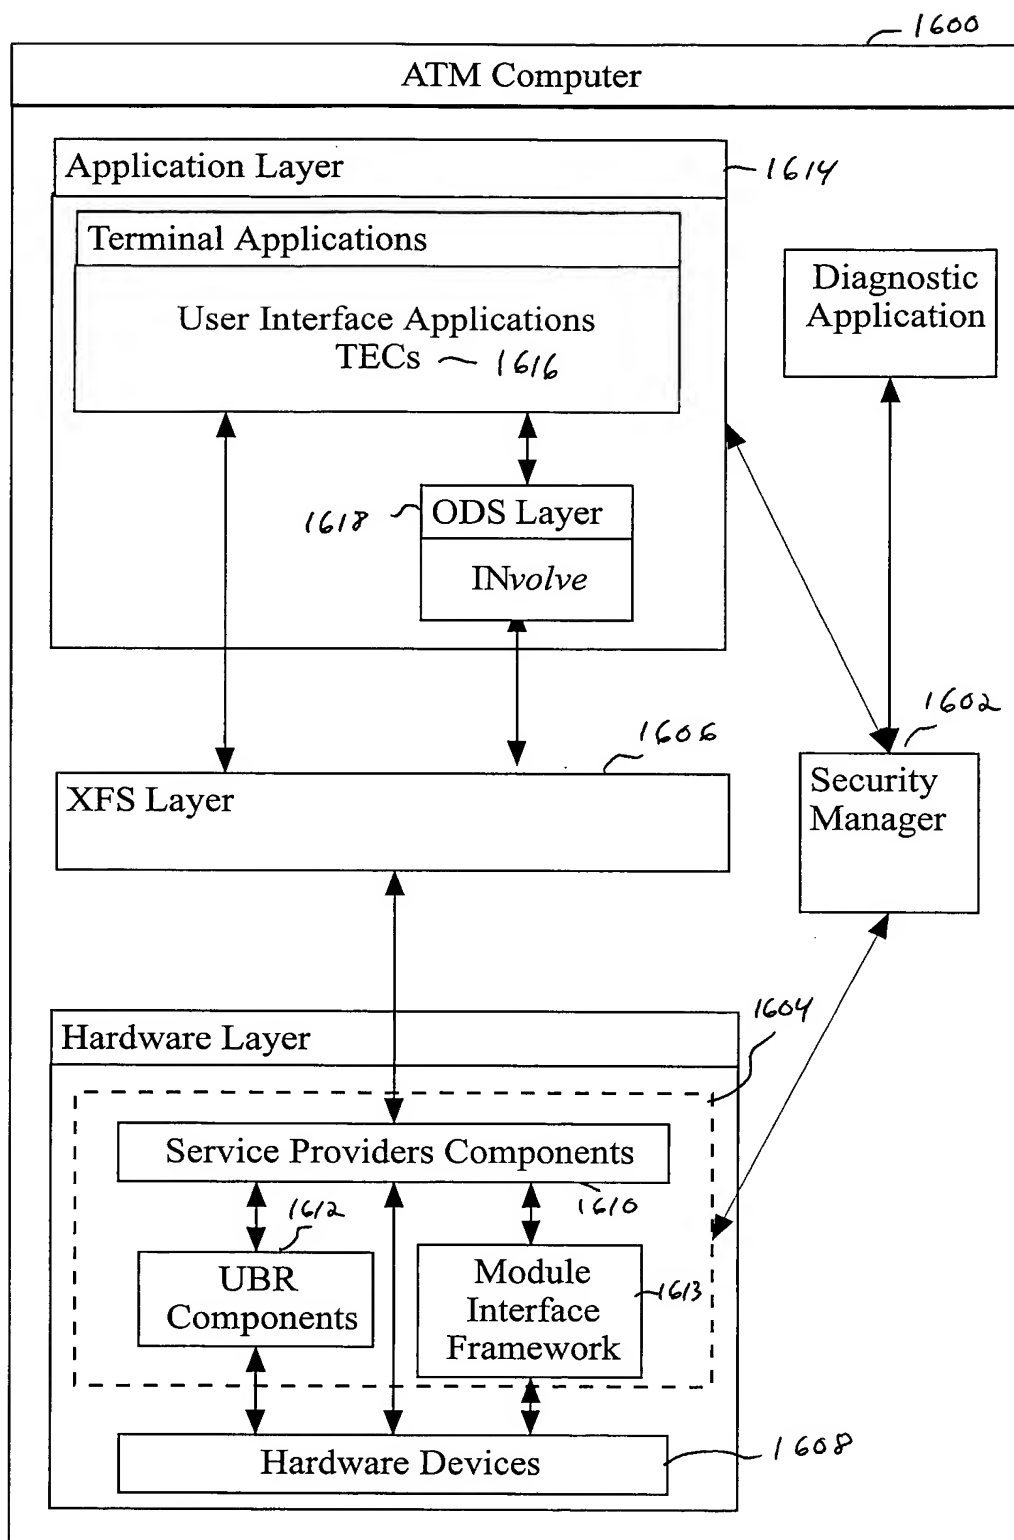 1600
ATM Computer
Application Layer
1614
Terminal Applications
User Interface Applications
TECs 1616
Diagnostic
Application
1618
ODS Layer
INvolve
1606
XFS Layer
1602
Security
Manager
1604
Hardware Layer
Service Providers Components
1610
1612
UBR
Components
Module
Interface
Framework
1613
Hardware Devices
1608